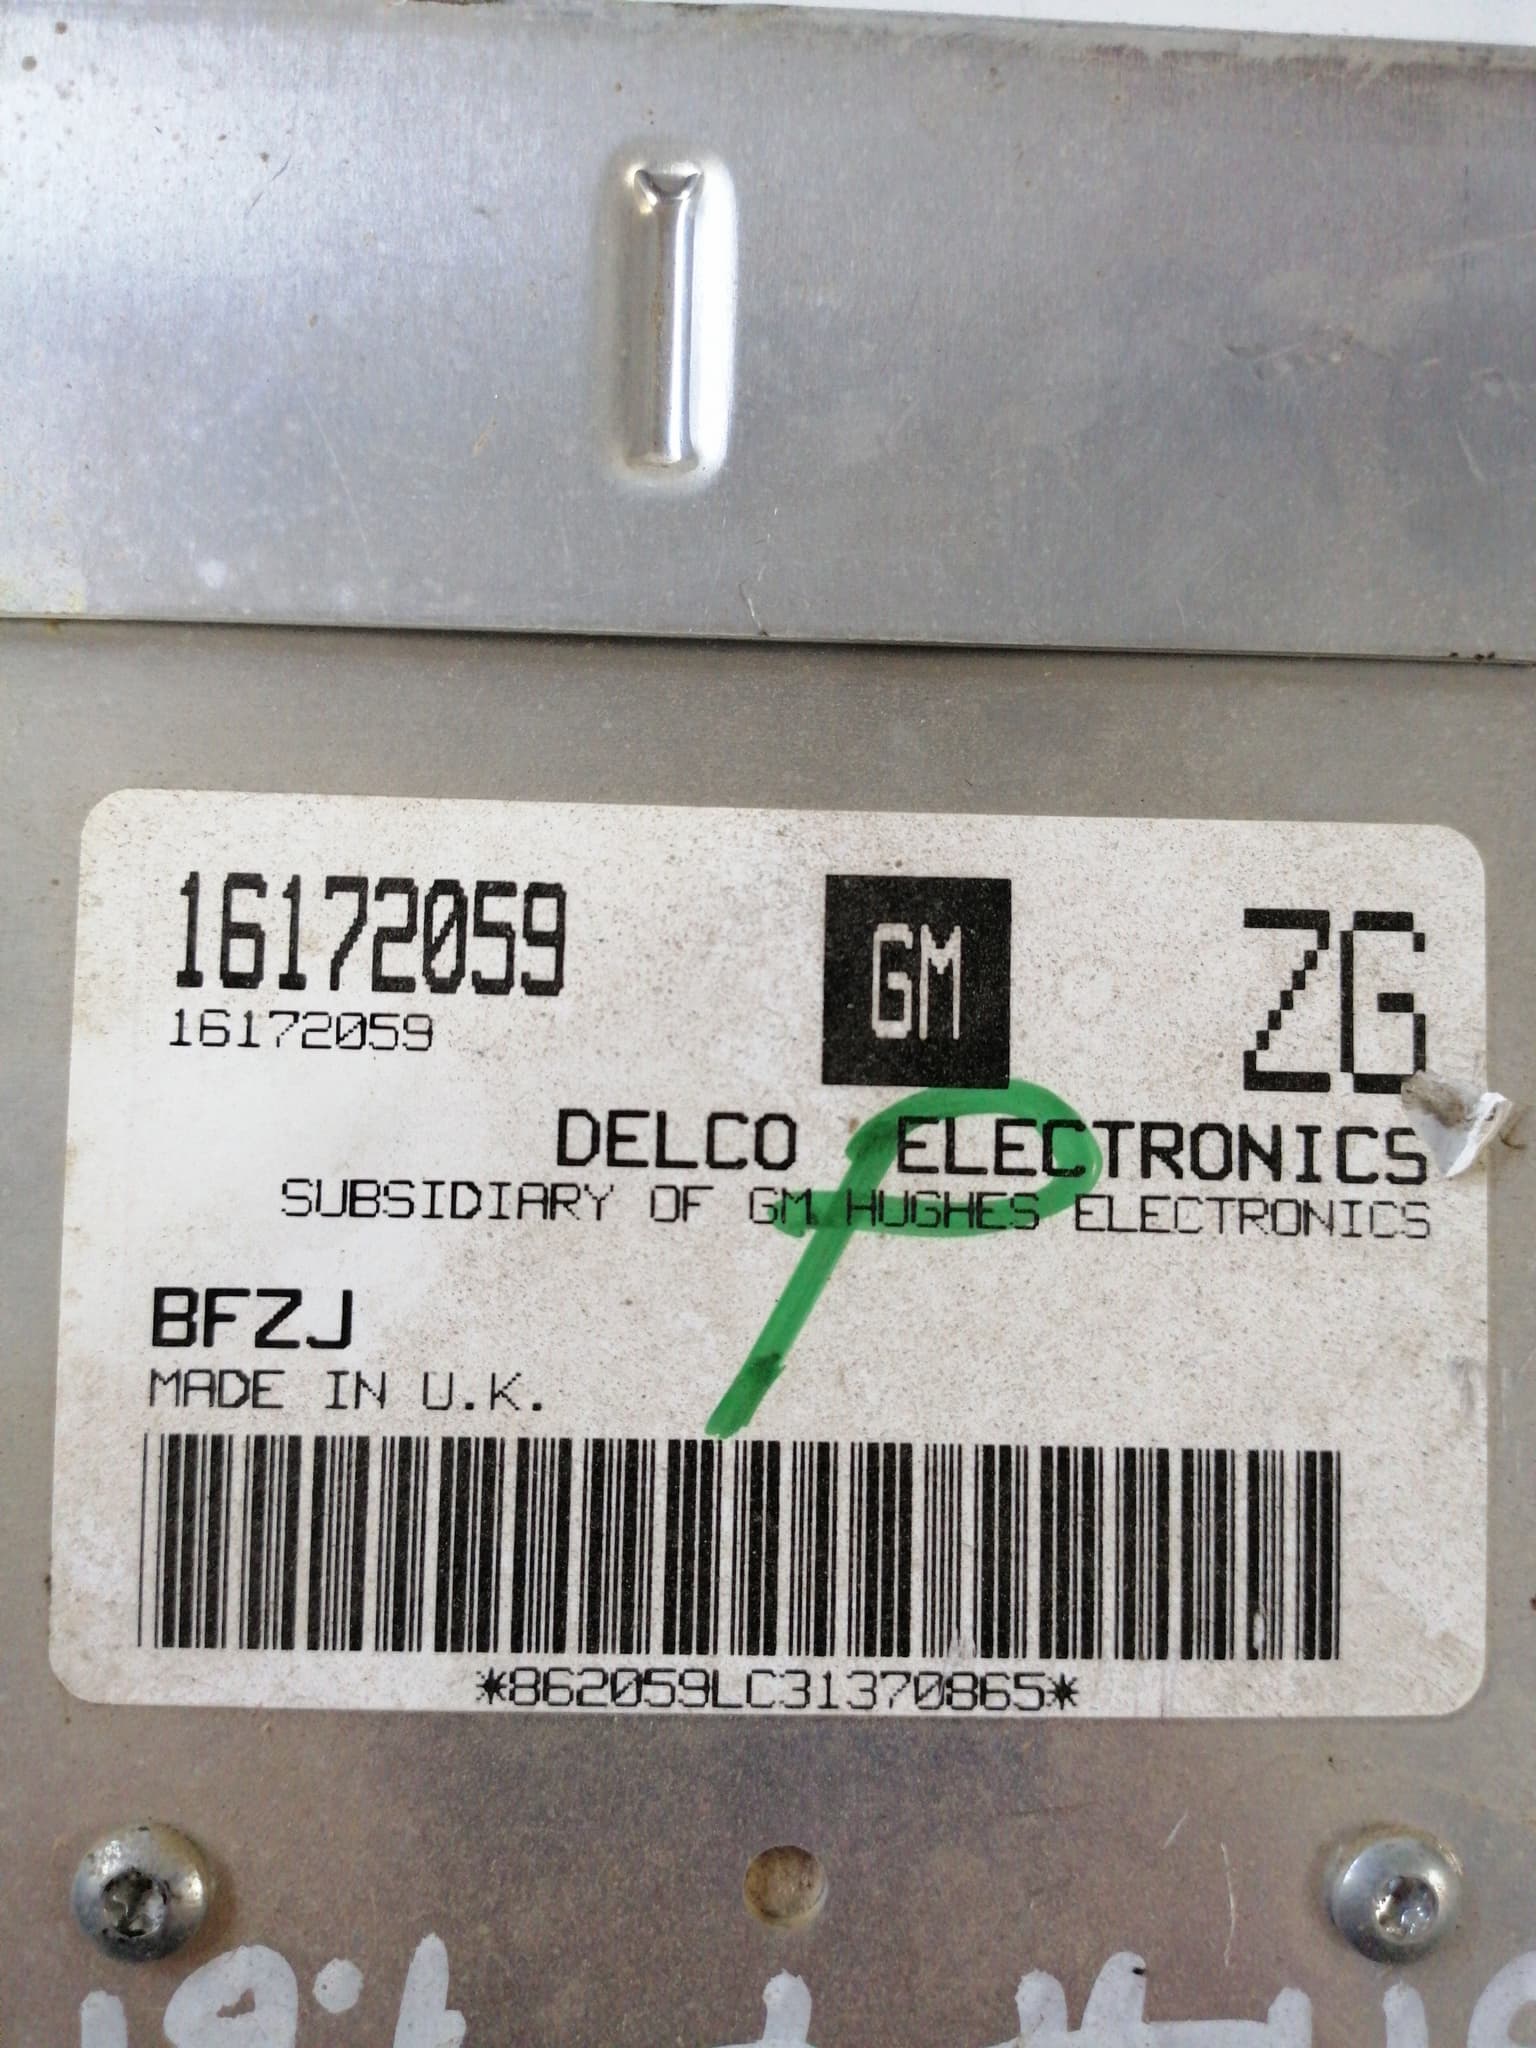 16172059
16172059
GM
ZG
DELCO ELECTRONICS
SUBSIDIARY OF GM HUGHES ELECTRONICS
BFZJ
MADE IN U.K.
*862059LC31370865*